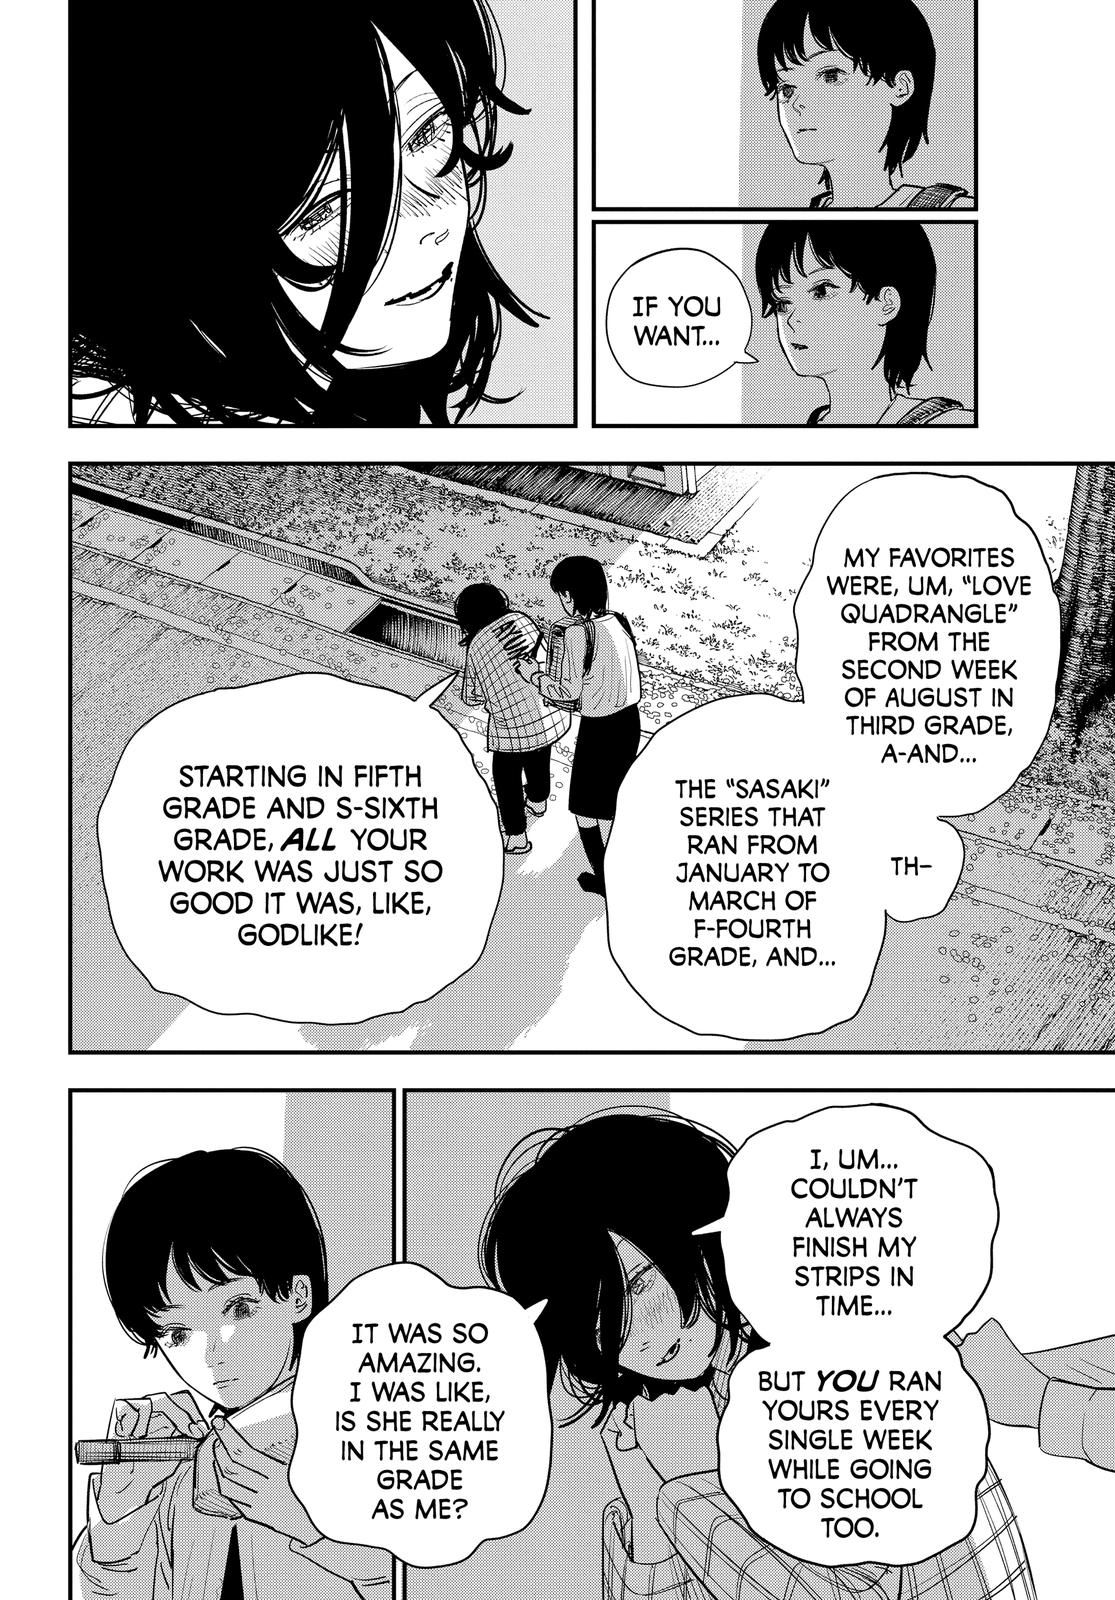 IF YOU
WANT...
MY FAVORITES
WERE, UM, “LOVE
QUADRANGLE”
FROM THE
SECOND WEEK
OF AUGUST IN
THIRD GRADE,
A-AND...
TH–
THE “SASAKI”
SERIES THAT
RAN FROM
JANUARY TO
MARCH OF
F-FOURTH
GRADE, AND...
STARTING IN FIFTH
GRADE AND S-SIXTH
GRADE, ALL YOUR
WORK WAS JUST SO
GOOD IT WAS, LIKE,
GODLIKE!
I, UM...
COULDN’T
ALWAYS
FINISH MY
STRIPS IN
TIME...
BUT YOU RAN
YOURS EVERY
SINGLE WEEK
WHILE GOING
TO SCHOOL
TOO.
IT WAS SO
AMAZING.
I WAS LIKE,
IS SHE REALLY
IN THE SAME
GRADE
AS ME?